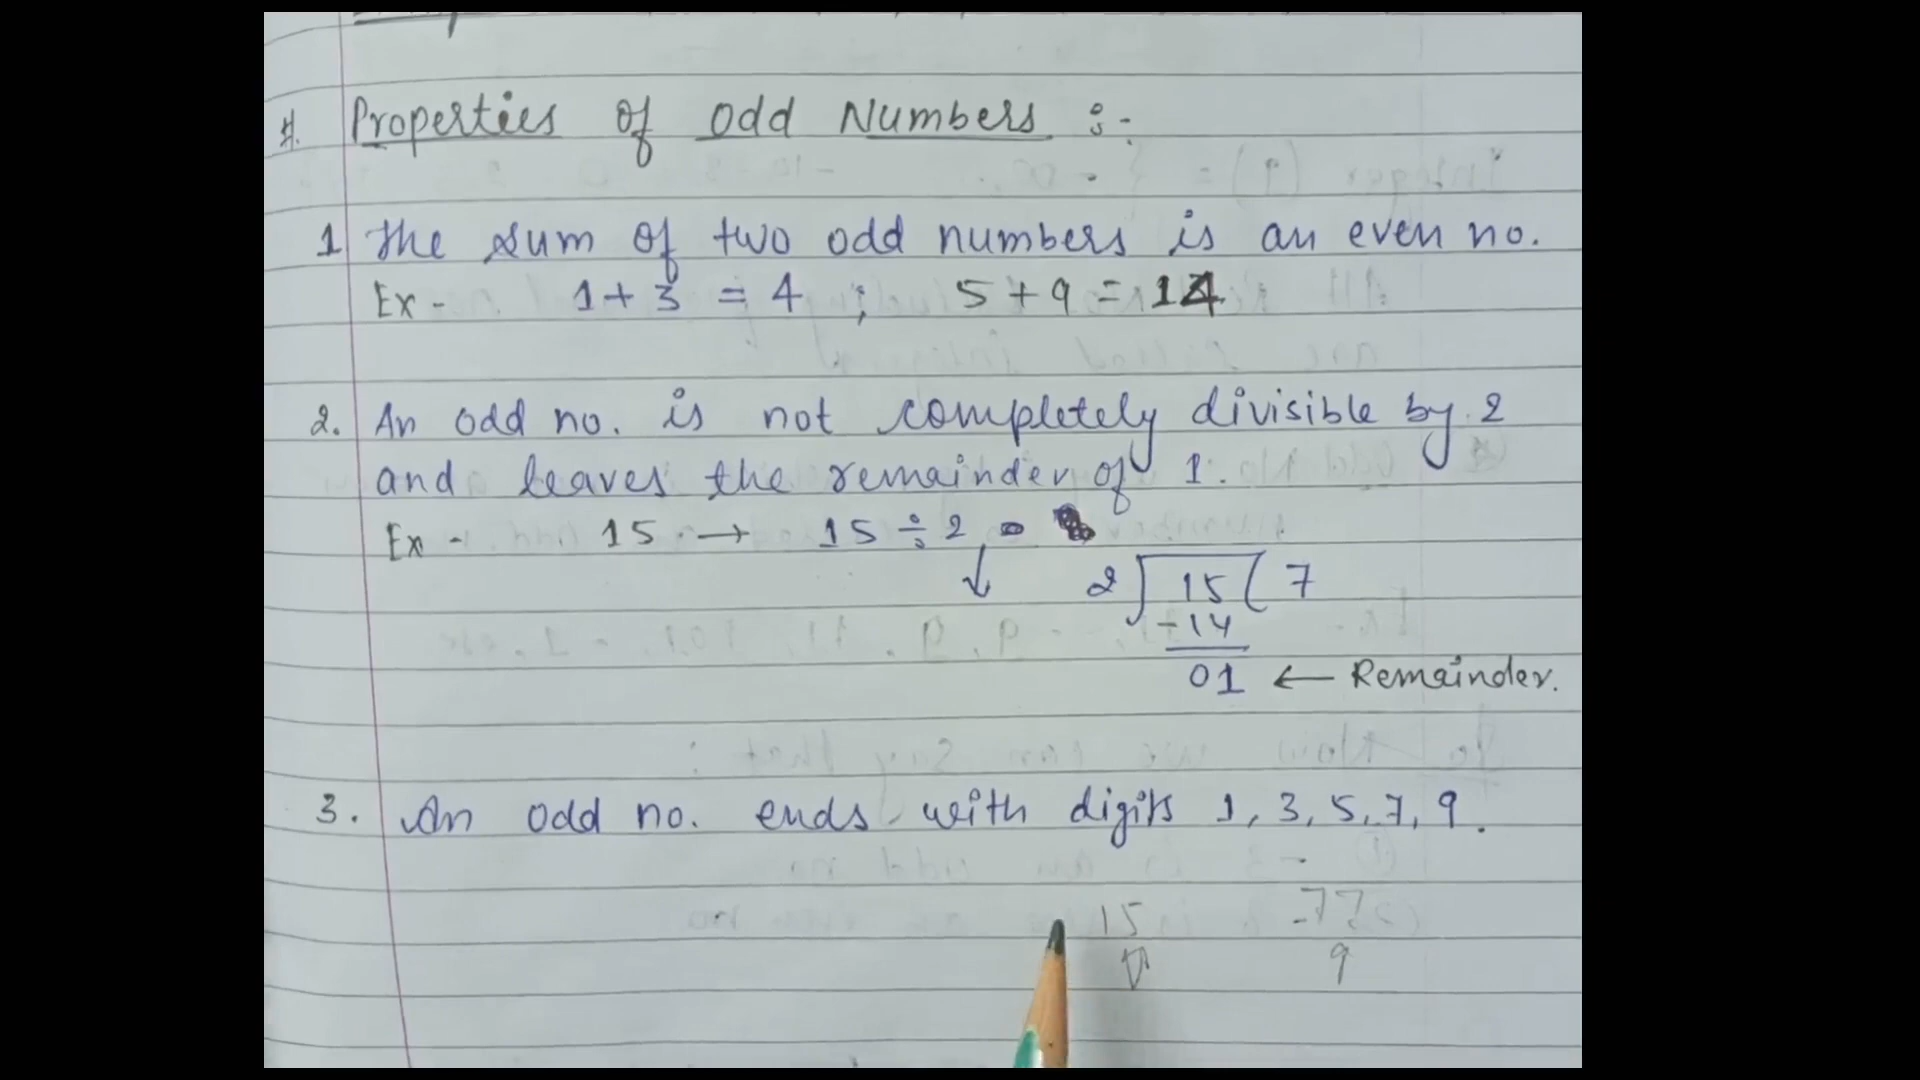 #. Properties of Odd Numbers :-
1 The sum of two odd numbers is an even no.
Ex - 1 + 3 = 4 ; 5 + 9 = 14.
2. An odd no. is not completely divisible by 2
and leaves the remainder of 1.
Ex - 15 → 15 ÷ 2 =
↓ 2 ) 15 ( 7
-14
01 ← Remainder.
3. An odd no. ends with digits 1, 3, 5, 7, 9.
15 -77
9